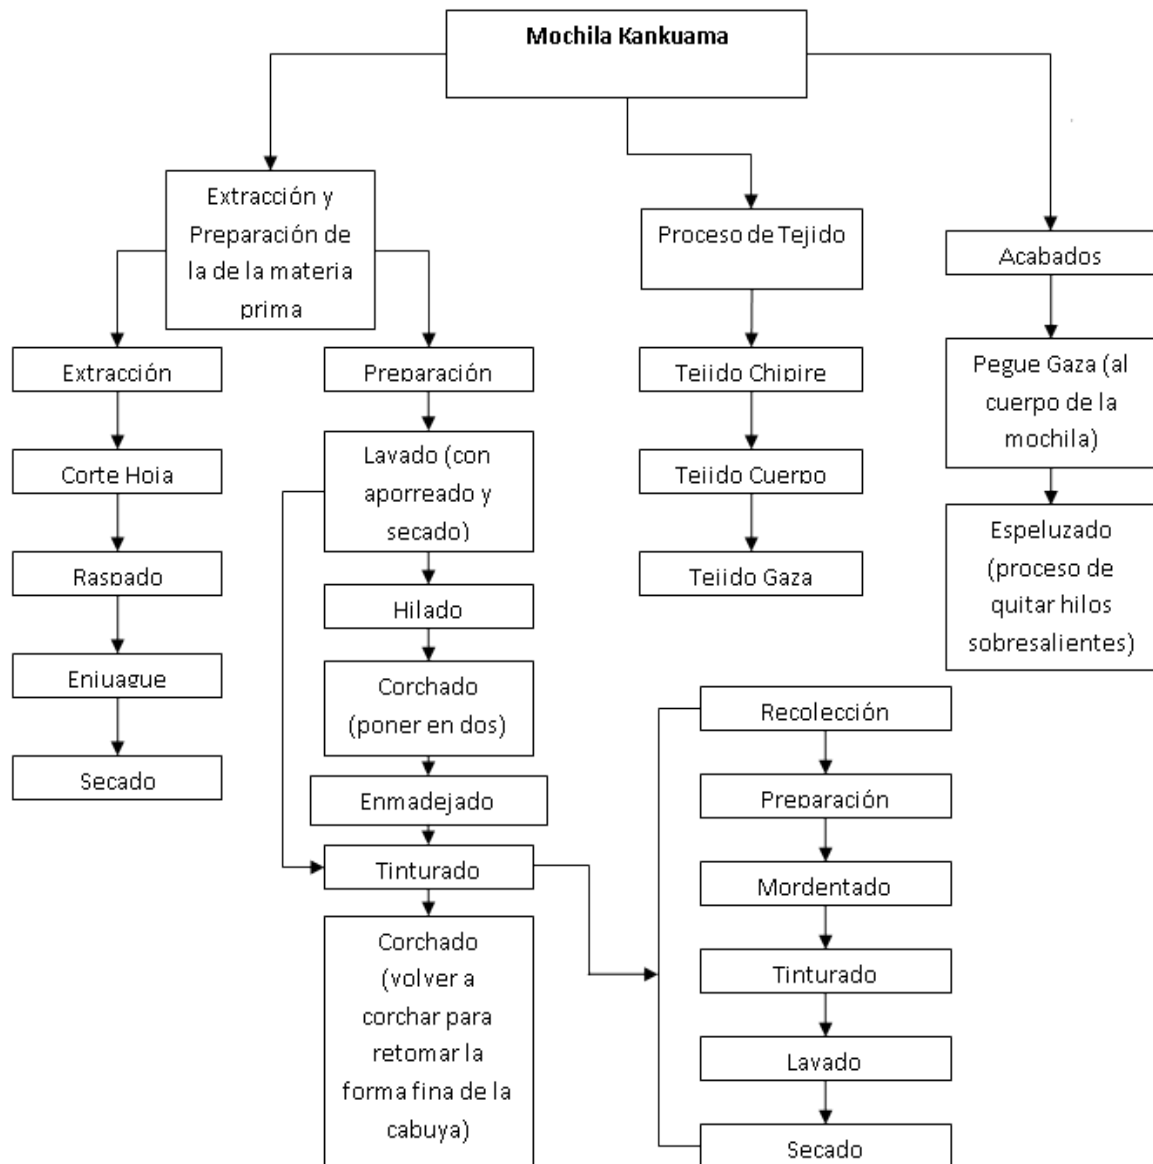 Mochila Kankuama
Extracción y
Preparación de
la de la materia
prima
Proceso de Tejido
Acabados
Extracción
Corte Hoja
Raspado
Enjuague
Secado
Preparación
Lavado (con
aporreado y
secado)
Hilado
Corchado
(poner en dos)
Enmadejado
Tinturado
Corchado
(volver a
corchar para
retomar la
forma fina de la
cabuya)
Tejido Chipire
Tejido Cuerpo
Tejido Gaza
Pegue Gaza (al
cuerpo de la
mochila)
Espeluzado
(proceso de
quitar hilos
sobresalientes)
Recolección
Preparación
Mordentado
Tinturado
Lavado
Secado